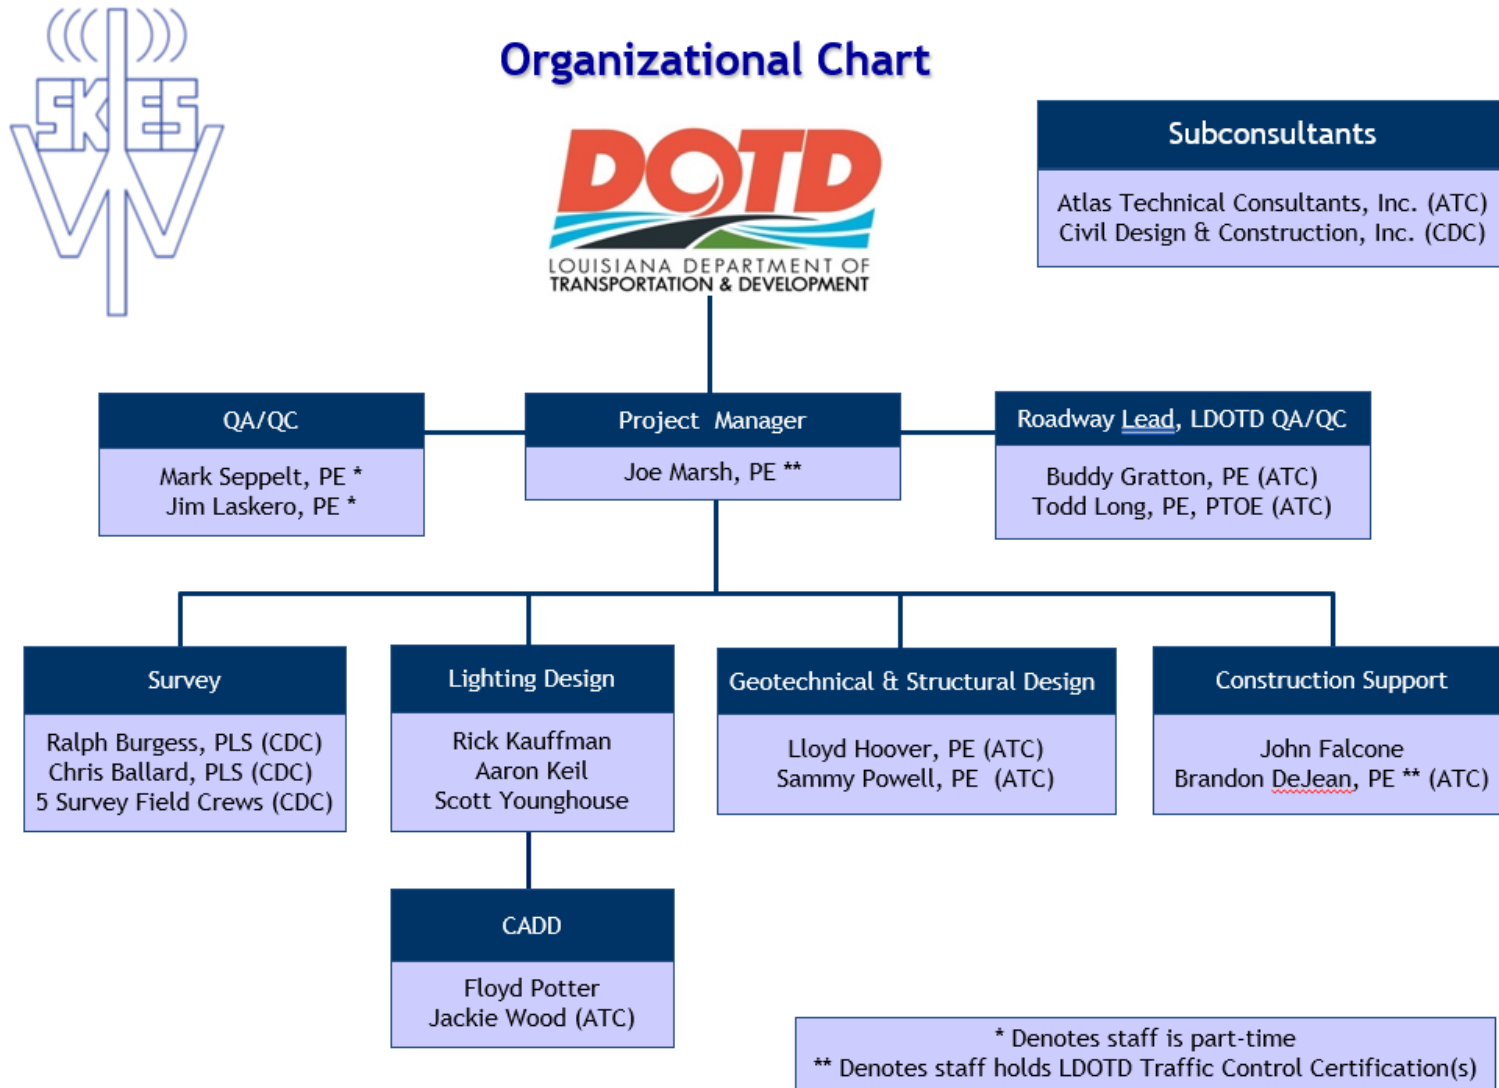 SKIES
Organizational Chart
DOTD
LOUISIANA DEPARTMENT OF
TRANSPORTATION & DEVELOPMENT
Subconsultants
Atlas Technical Consultants, Inc. (ATC)
Civil Design & Construction, Inc. (CDC)
QA/QC
Mark Seppelt, PE *
Jim Laskero, PE *
Project Manager
Joe Marsh, PE **
Roadway Lead, LDOTD QA/QC
Buddy Gratton, PE (ATC)
Todd Long, PE, PTOE (ATC)
Survey
Ralph Burgess, PLS (CDC)
Chris Ballard, PLS (CDC)
5 Survey Field Crews (CDC)
Lighting Design
Rick Kauffman
Aaron Keil
Scott Younghouse
Geotechnical & Structural Design
Lloyd Hoover, PE (ATC)
Sammy Powell, PE (ATC)
Construction Support
John Falcone
Brandon DeJean, PE ** (ATC)
CADD
Floyd Potter
Jackie Wood (ATC)
* Denotes staff is part-time
** Denotes staff holds LDOTD Traffic Control Certification(s)